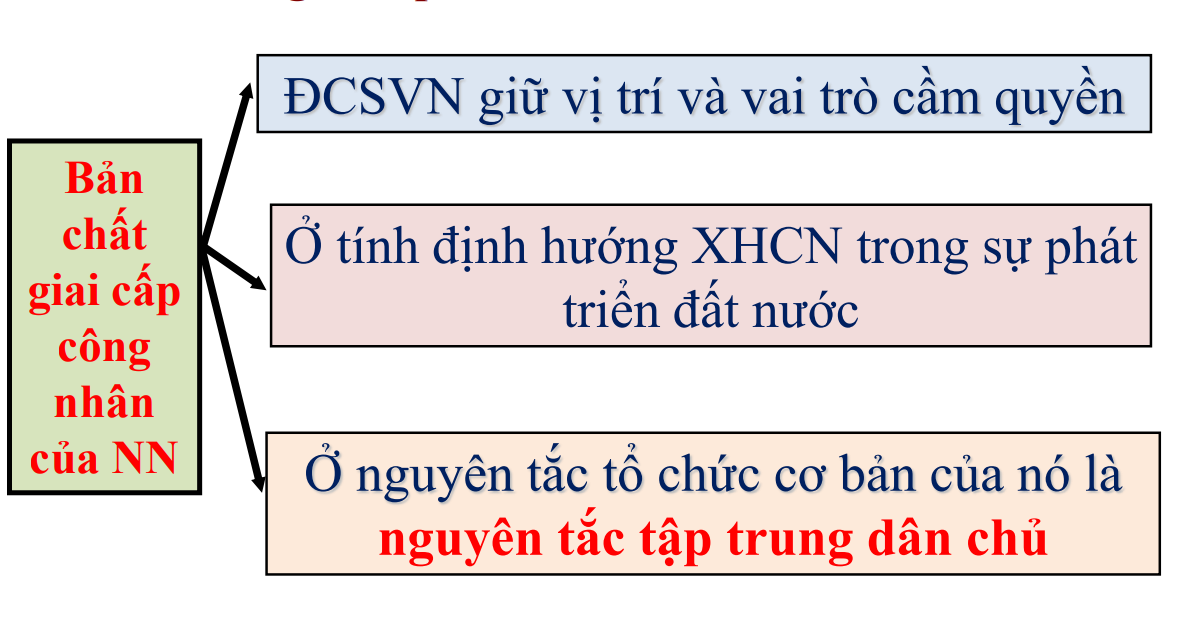 Bản
chất
giai cấp
công
nhân
của NN
ĐCSVN giữ vị trí và vai trò cầm quyền
Ở tính định hướng XHCN trong sự phát
triển đất nước
Ở nguyên tắc tổ chức cơ bản của nó là
nguyên tắc tập trung dân chủ